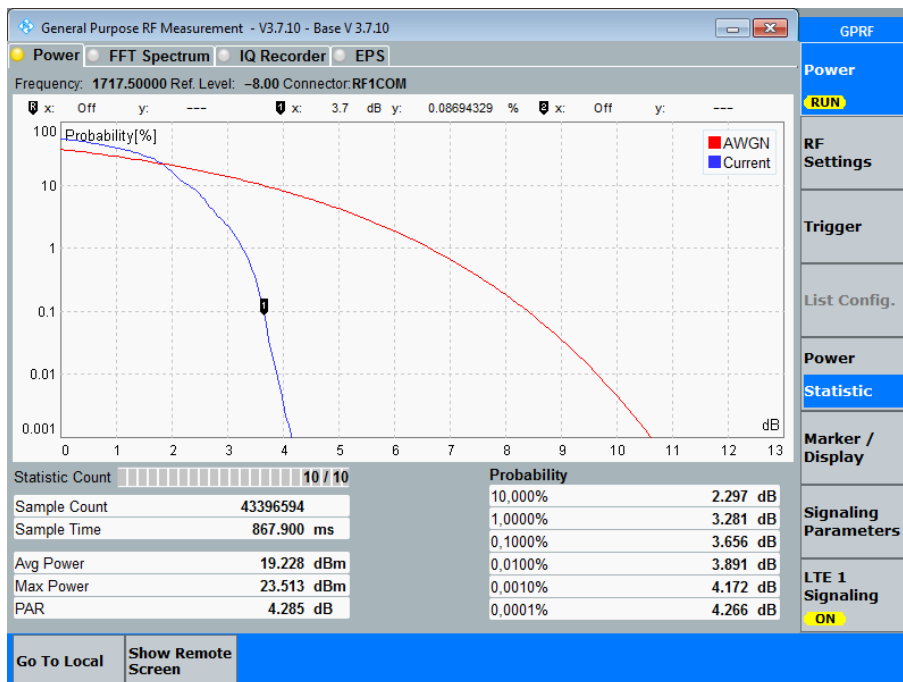 General Purpose RF Measurement - V3.7.10 - Base V 3.7.10
GPRF
Power FFT Spectrum IQ Recorder EPS
Frequency: 1717.50000 Ref. Level: -8.00 Connector:RF1COM
R x: Off y: --- 1 x: 3.7 dB y: 0.08694329 % 2 x: Off y: ---
Probability[%]
AWGN
Current
100
10
1
0.1
0.01
0.001
1
dB
0 1 2 3 4 5 6 7 8 9 10 11 12 13
Statistic Count 10 / 10
Sample Count 43396594
Sample Time 867.900 ms
Avg Power 19.228 dBm
Max Power 23.513 dBm
PAR 4.285 dB
Probability
10,000% 2.297 dB
1,0000% 3.281 dB
0,1000% 3.656 dB
0,0100% 3.891 dB
0,0010% 4.172 dB
0,0001% 4.266 dB
Power
RUN
RF
Settings
Trigger
List Config.
Power
Statistic
Marker /
Display
Signaling
Parameters
LTE 1
Signaling
ON
Go To Local
Show Remote
Screen